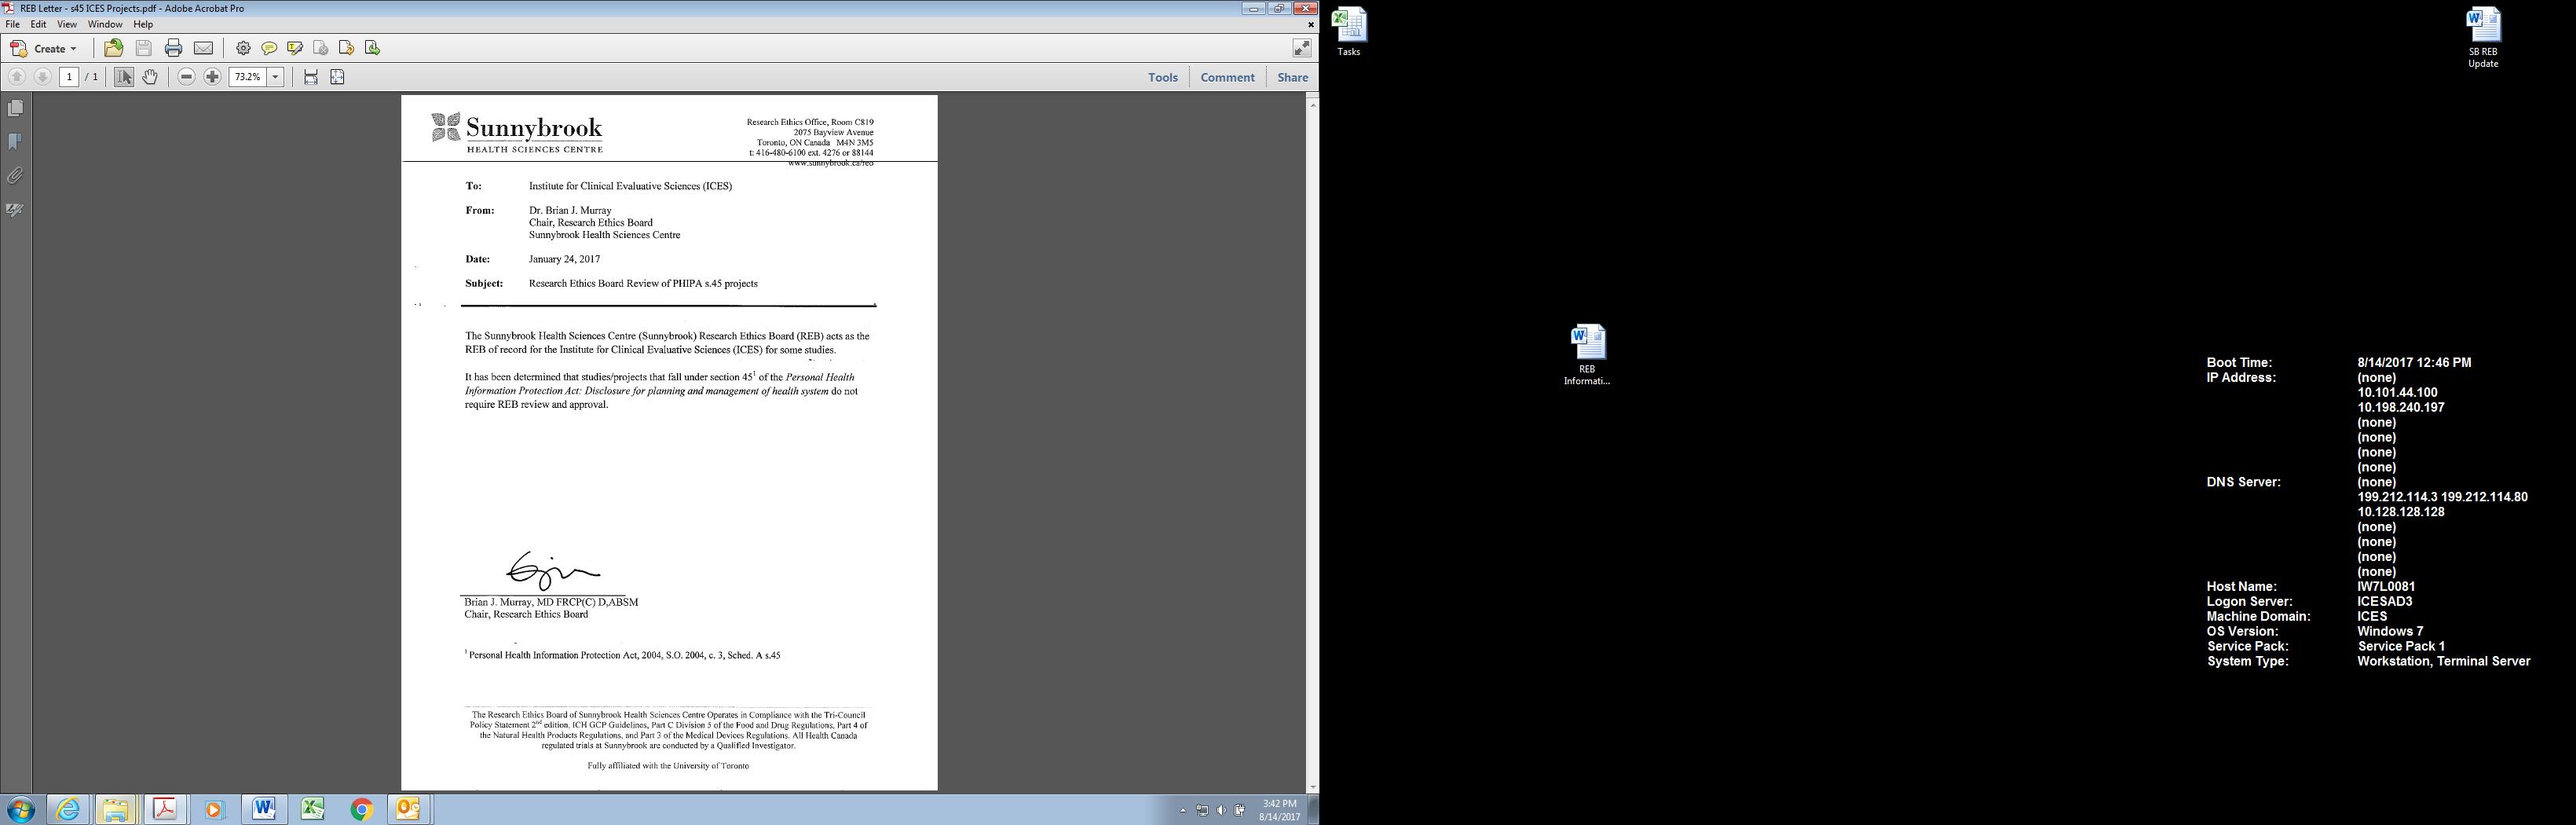 REB Letter - s45 ICES Projects.pdf - Adobe Acrobat Pro
File Edit View Window Help
Create
1 / 1 73.2% Tools Comment Share
Sunnybrook
HEALTH SCIENCES CENTRE
Research Ethics Office, Room C819
2075 Bayview Avenue
Toronto, ON Canada M4N 3M5
t: 416-480-6100 ext. 4276 or 88144
www.sunnybrook.ca/reo
To: Institute for Clinical Evaluative Sciences (ICES)
From: Dr. Brian J. Murray
Chair, Research Ethics Board
Sunnybrook Health Sciences Centre
Date: January 24, 2017
Subject: Research Ethics Board Review of PHIPA s.45 projects
The Sunnybrook Health Sciences Centre (Sunnybrook) Research Ethics Board (REB) acts as the
REB of record for the Institute for Clinical Evaluative Sciences (ICES) for some studies.
It has been determined that studies/projects that fall under section 45¹ of the Personal Health
Information Protection Act: Disclosure for planning and management of health system do not
require REB review and approval.
Brian J. Murray, MD FRCP(C) D,ABSM
Chair, Research Ethics Board
¹ Personal Health Information Protection Act, 2004, S.O. 2004, c. 3, Sched. A s.45
The Research Ethics Board of Sunnybrook Health Sciences Centre Operates in Compliance with the Tri-Council
Policy Statement 2nd edition, ICH GCP Guidelines, Part C Division 5 of the Food and Drug Regulations, Part 4 of
the Natural Health Products Regulations, and Part 3 of the Medical Devices Regulations. All Health Canada
regulated trials at Sunnybrook are conducted by a Qualified Investigator.
Fully affiliated with the University of Toronto
3:42 PM
8/14/2017
Tasks
SB REB
Update
REB
Informati...
Boot Time: 8/14/2017 12:46 PM
IP Address: (none)
10.101.44.100
10.198.240.197
(none)
(none)
(none)
(none)
DNS Server: (none)
199.212.114.3 199.212.114.80
10.128.128.128
(none)
(none)
(none)
(none)
Host Name: IW7L0081
Logon Server: ICESAD3
Machine Domain: ICES
OS Version: Windows 7
Service Pack: Service Pack 1
System Type: Workstation, Terminal Server